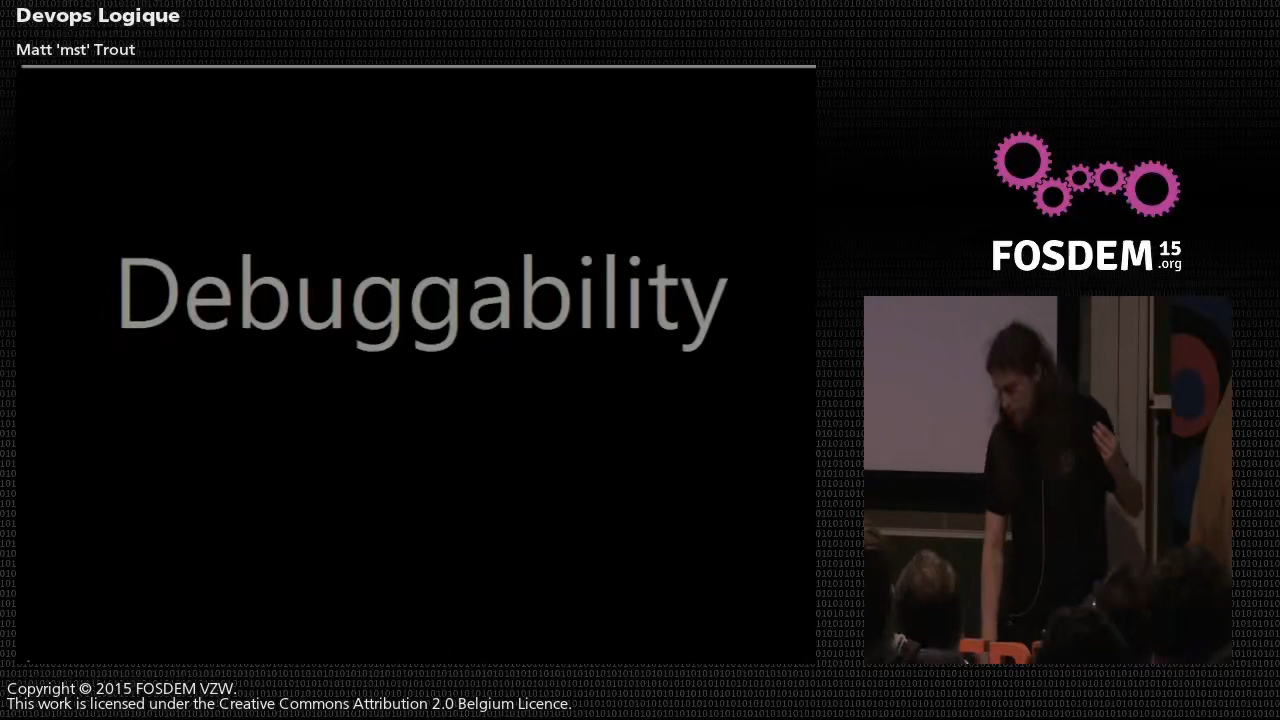 Devops Logique
Matt 'mst' Trout
Debuggability
FOSDEM 15
.org
Copyright © 2015 FOSDEM VZW.
This work is licensed under the Creative Commons Attribution 2.0 Belgium Licence.